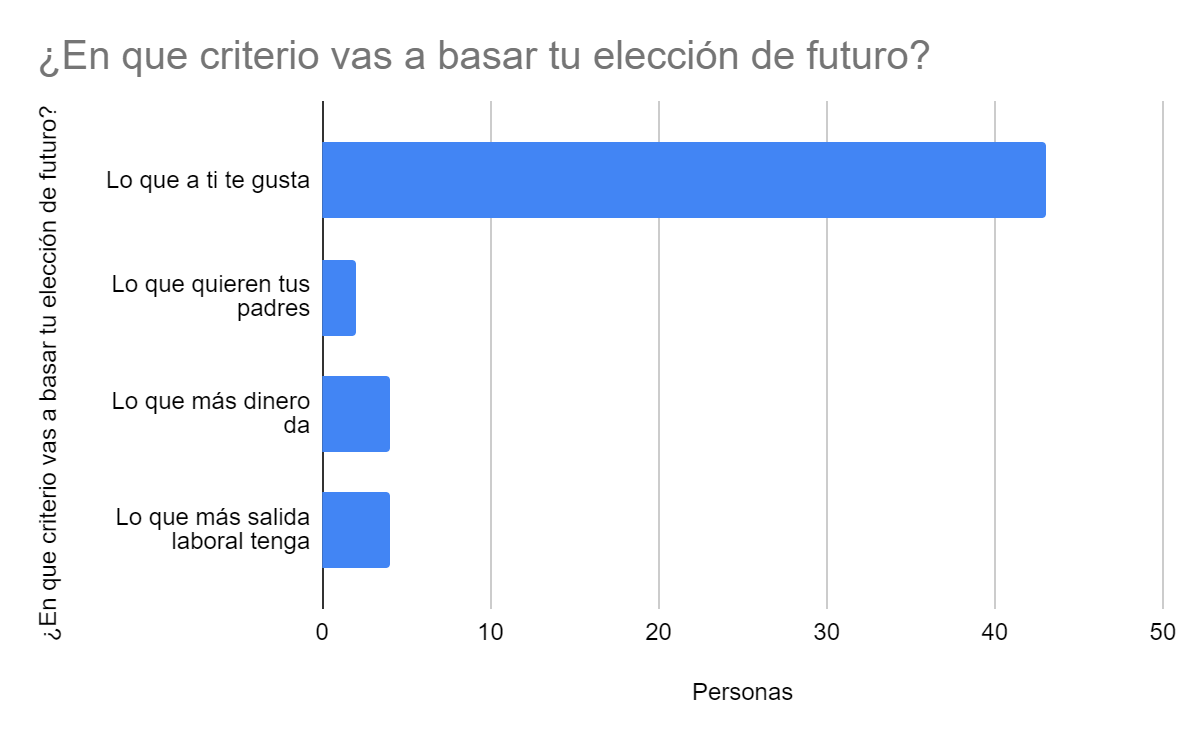 ¿En que criterio vas a basar tu elección de futuro?
¿En que criterio vas a basar tu elección de futuro?
Lo que a ti te gusta
Lo que quieren tus
padres
Lo que más dinero
da
Lo que más salida
laboral tenga
0 10 20 30 40 50
Personas